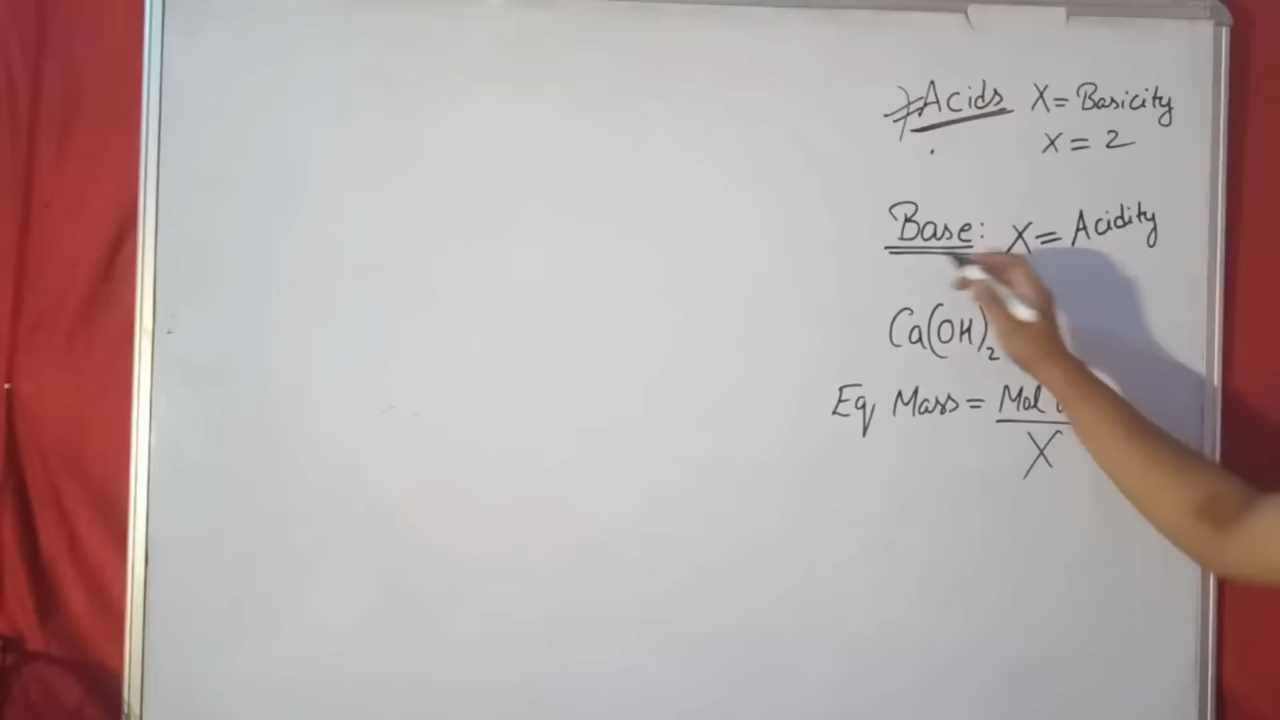 Acids X = Basicity
X = 2
Base: X = Acidity
Ca(OH)₂
Eq Mass = Mol
X